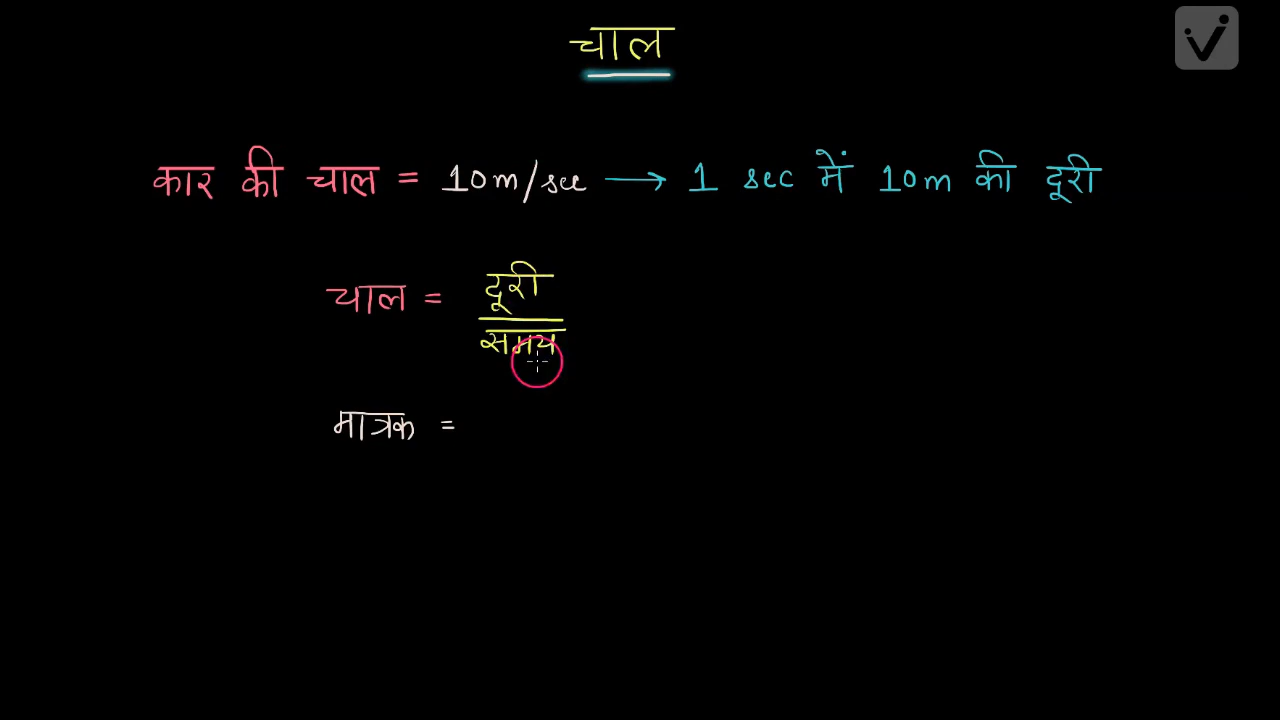 चाल
कार की चाल = 10m/sec → 1 sec में 10m की दूरी
चाल = दूरी
समय
मात्रक =